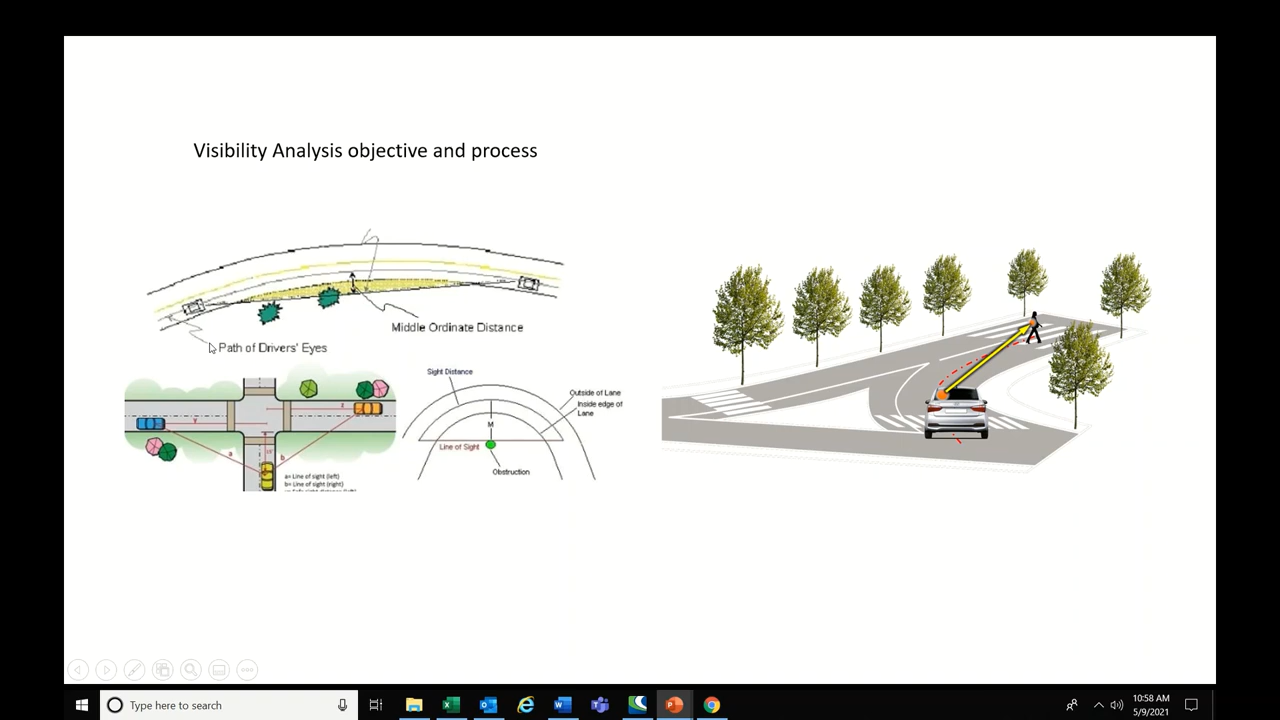 Visibility Analysis objective and process
Middle Ordinate Distance
Path of Drivers' Eyes
Sight Distance
Outside of Lane
Inside edge of
Lane
M
Line of Sight
Obstruction
a
b
a= Line of sight (left)
b= Line of sight (right)
Type here to search
10:58 AM
5/9/2021